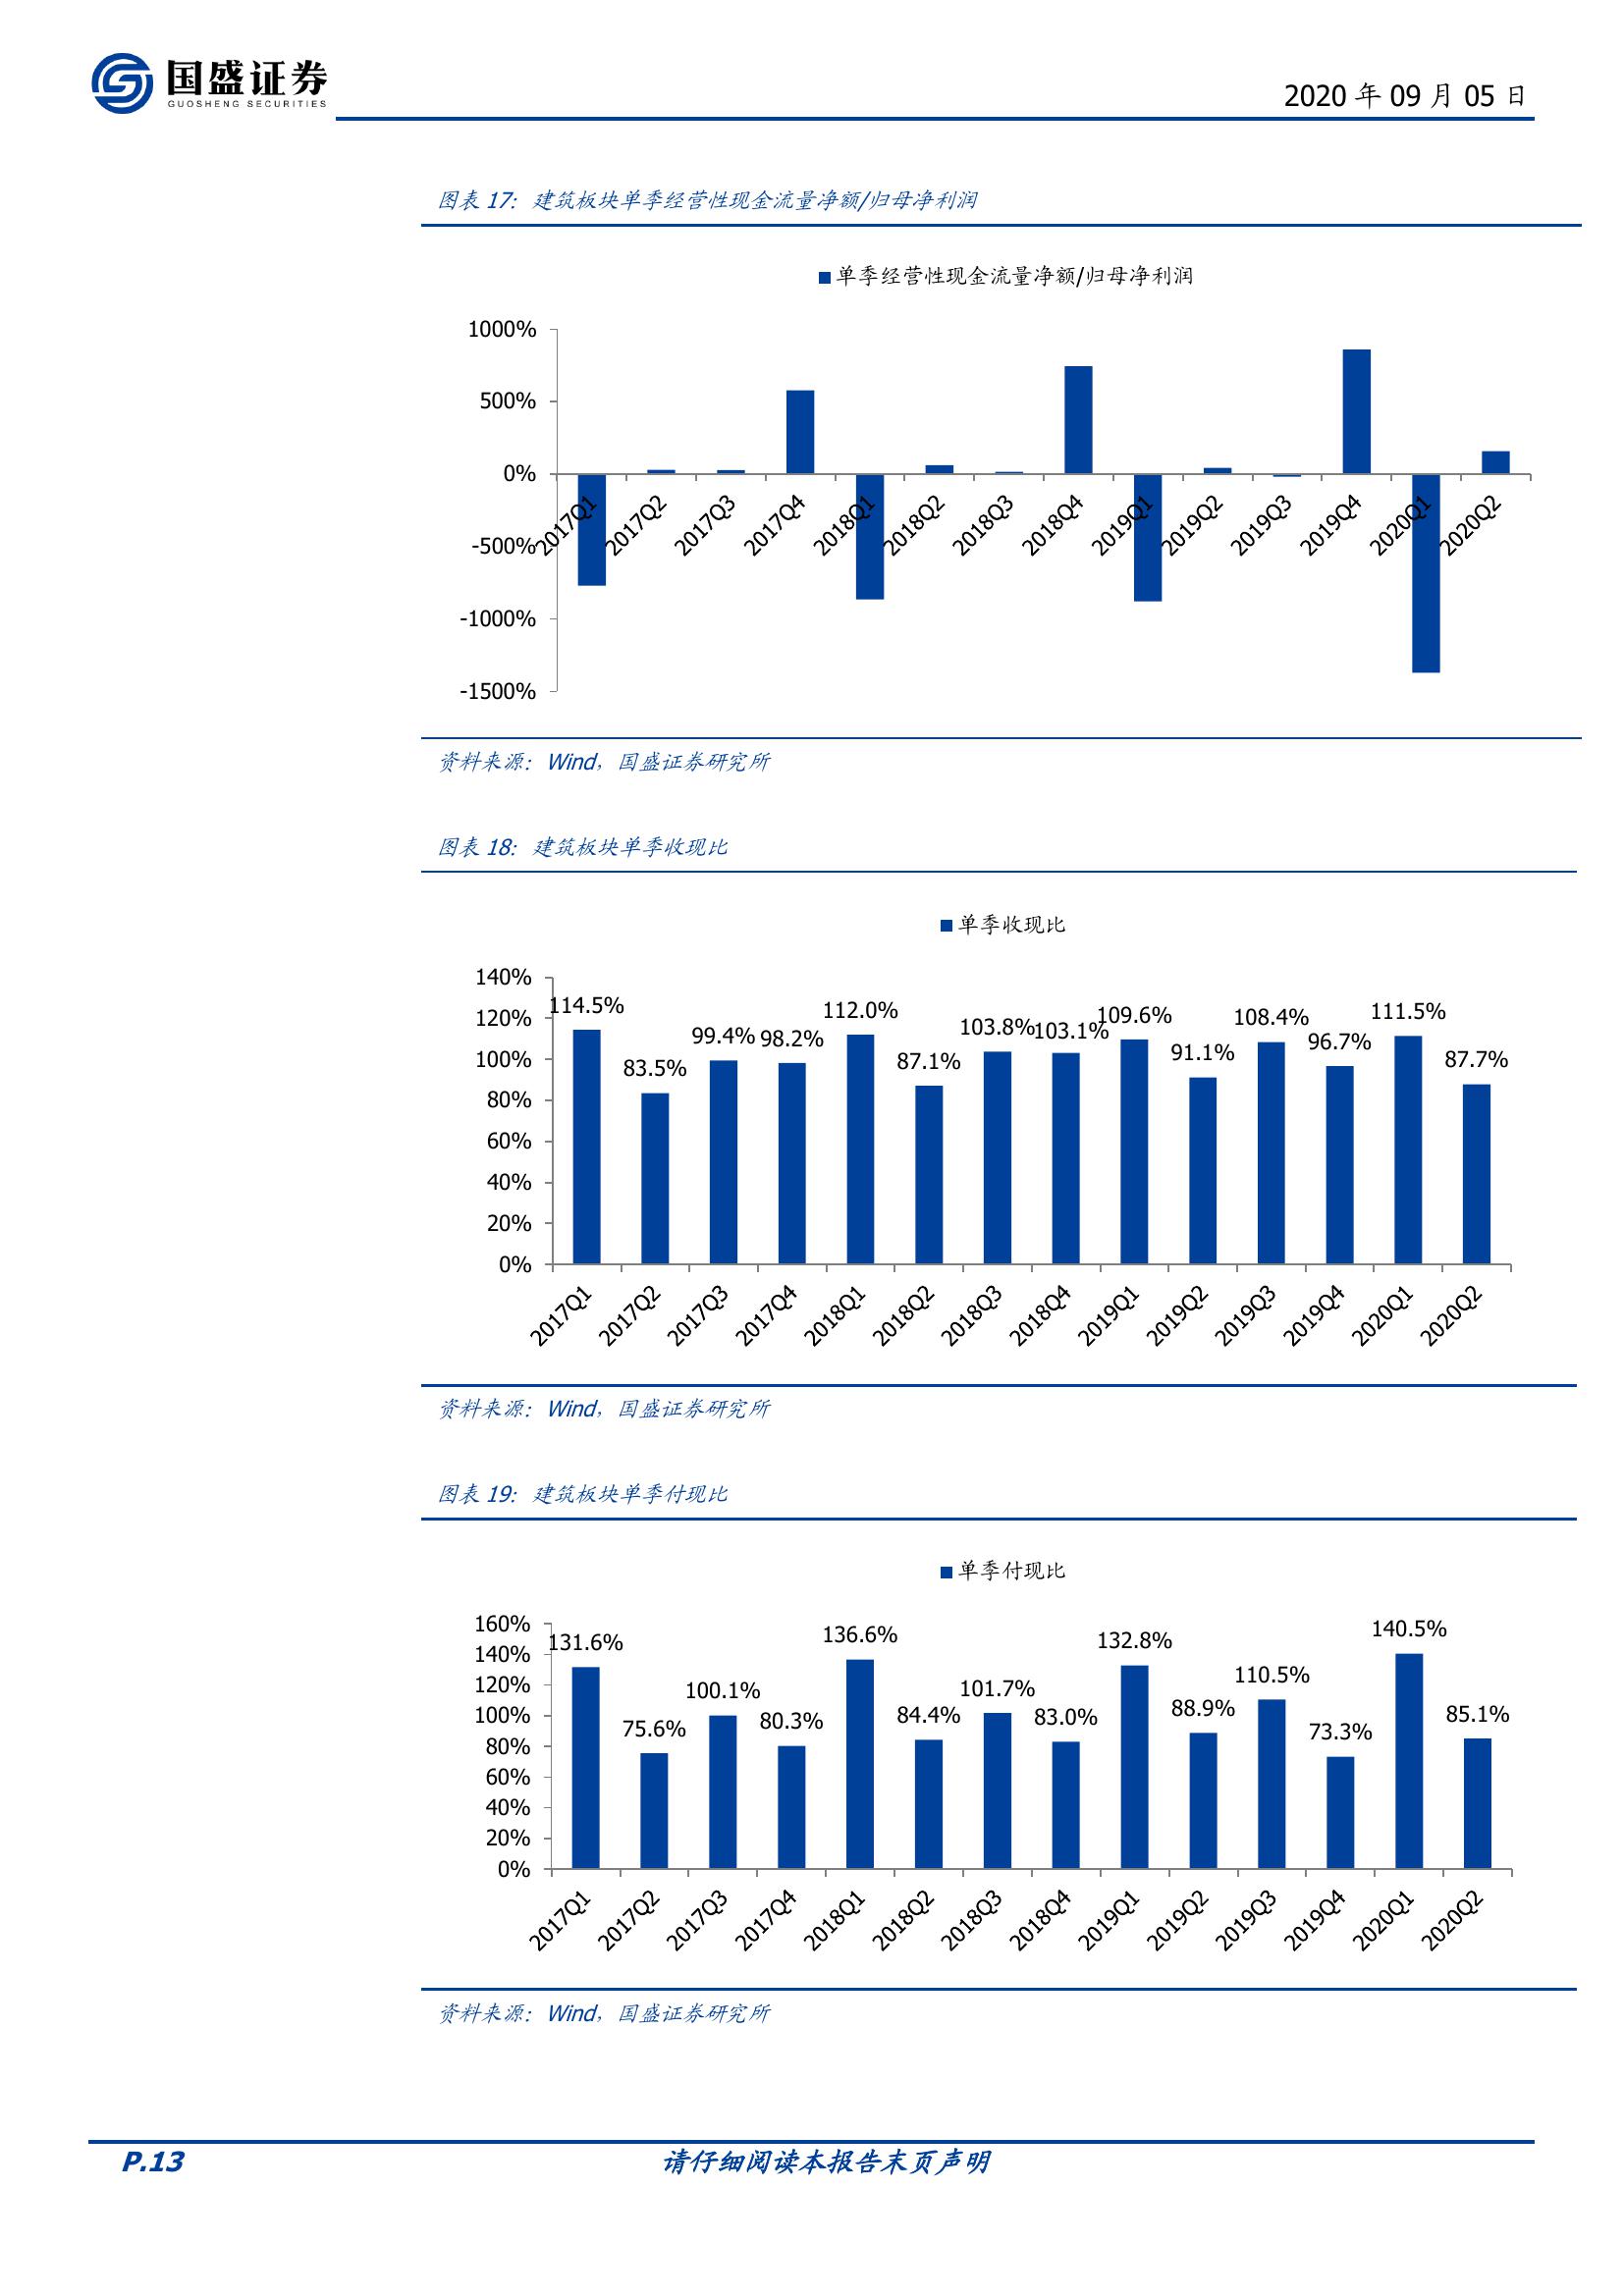 国盛证券
GUOSHENG SECURITIES
2020 年 09 月 05 日
图表 17：建筑板块单季经营性现金流量净额/归母净利润
单季经营性现金流量净额/归母净利润
1000%
500%
0%
-500%
-1000%
-1500%
2017Q1 2017Q2 2017Q3 2017Q4 2018Q1 2018Q2 2018Q3 2018Q4 2019Q1 2019Q2 2019Q3 2019Q4 2020Q1 2020Q2
资料来源：Wind，国盛证券研究所
图表 18：建筑板块单季收现比
单季收现比
140%
120%
100%
80%
60%
40%
20%
0%
114.5% 83.5% 99.4% 98.2% 112.0% 87.1% 103.8% 103.1% 109.6% 91.1% 108.4% 96.7% 111.5% 87.7%
2017Q1 2017Q2 2017Q3 2017Q4 2018Q1 2018Q2 2018Q3 2018Q4 2019Q1 2019Q2 2019Q3 2019Q4 2020Q1 2020Q2
资料来源：Wind，国盛证券研究所
图表 19：建筑板块单季付现比
单季付现比
160%
140%
120%
100%
80%
60%
40%
20%
0%
131.6% 75.6% 100.1% 80.3% 136.6% 84.4% 101.7% 83.0% 132.8% 88.9% 110.5% 73.3% 140.5% 85.1%
2017Q1 2017Q2 2017Q3 2017Q4 2018Q1 2018Q2 2018Q3 2018Q4 2019Q1 2019Q2 2019Q3 2019Q4 2020Q1 2020Q2
资料来源：Wind，国盛证券研究所
P.13 请仔细阅读本报告末页声明